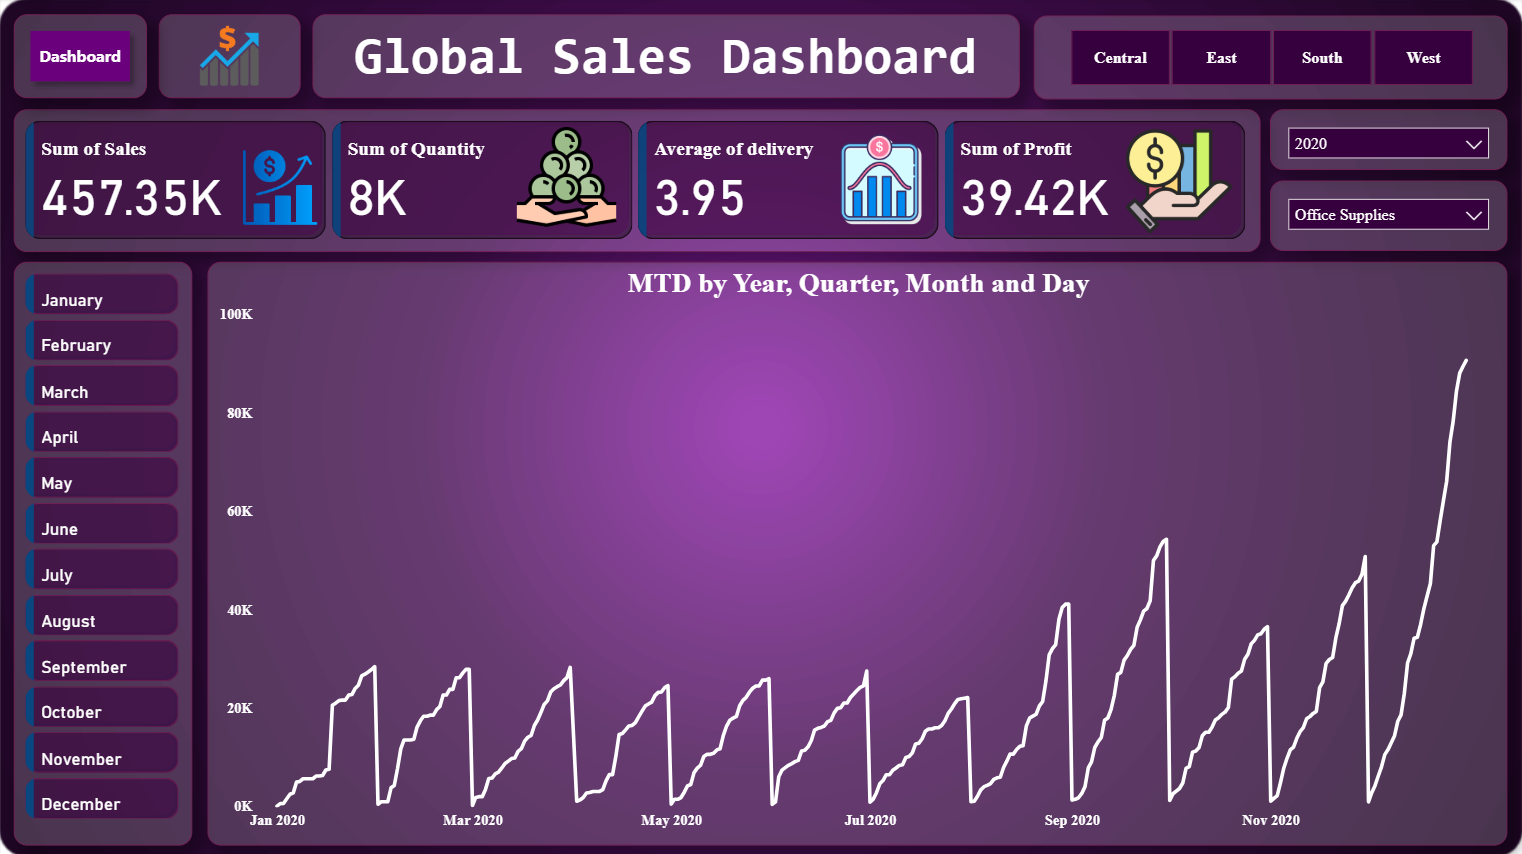 Dashboard
$
Global Sales Dashboard
Central
East
South
West
Sum of Sales
457.35K
$
Sum of Quantity
8K
Average of delivery
3.95
$
Sum of Profit
39.42K
$
2020
Office Supplies
January
February
March
April
May
June
July
August
September
October
November
December
MTD by Year, Quarter, Month and Day
100K
80K
60K
40K
20K
0K
Jan 2020
Mar 2020
May 2020
Jul 2020
Sep 2020
Nov 2020